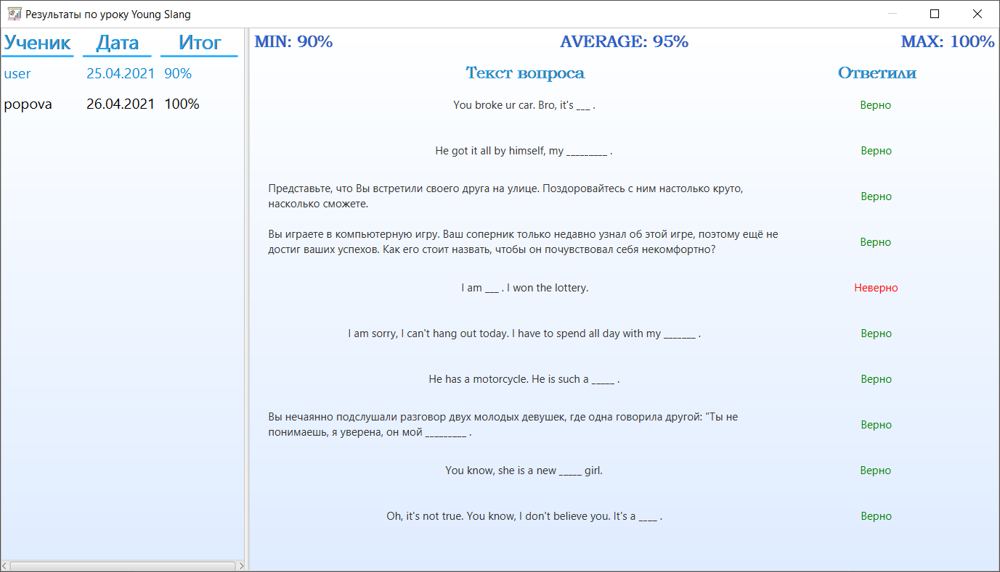 Результаты по уроку Young Slang
Ученик Дата Итог
user 25.04.2021 90%
popova 26.04.2021 100%
MIN: 90% AVERAGE: 95% MAX: 100%
Текст вопроса Ответили
You broke ur car. Bro, it's ___ . Верно
He got it all by himself, my _________ . Верно
Представьте, что Вы встретили своего друга на улице. Поздоровайтесь с ним настолько круто,
насколько сможете.
Верно
Вы играете в компьютерную игру. Ваш соперник только недавно узнал об этой игре, поэтому ещё не
достиг ваших успехов. Как его стоит назвать, чтобы он почувствовал себя некомфортно?
Верно
I am ___ . I won the lottery. Неверно
I am sorry, I can't hang out today. I have to spend all day with my _______ . Верно
He has a motorcycle. He is such a _____ . Верно
Вы нечаянно подслушали разговор двух молодых девушек, где одна говорила другой: "Ты не
понимаешь, я уверена, он мой _________ .
Верно
You know, she is a new _____ girl. Верно
Oh, it's not true. You know, I don't believe you. It's a ____ . Верно